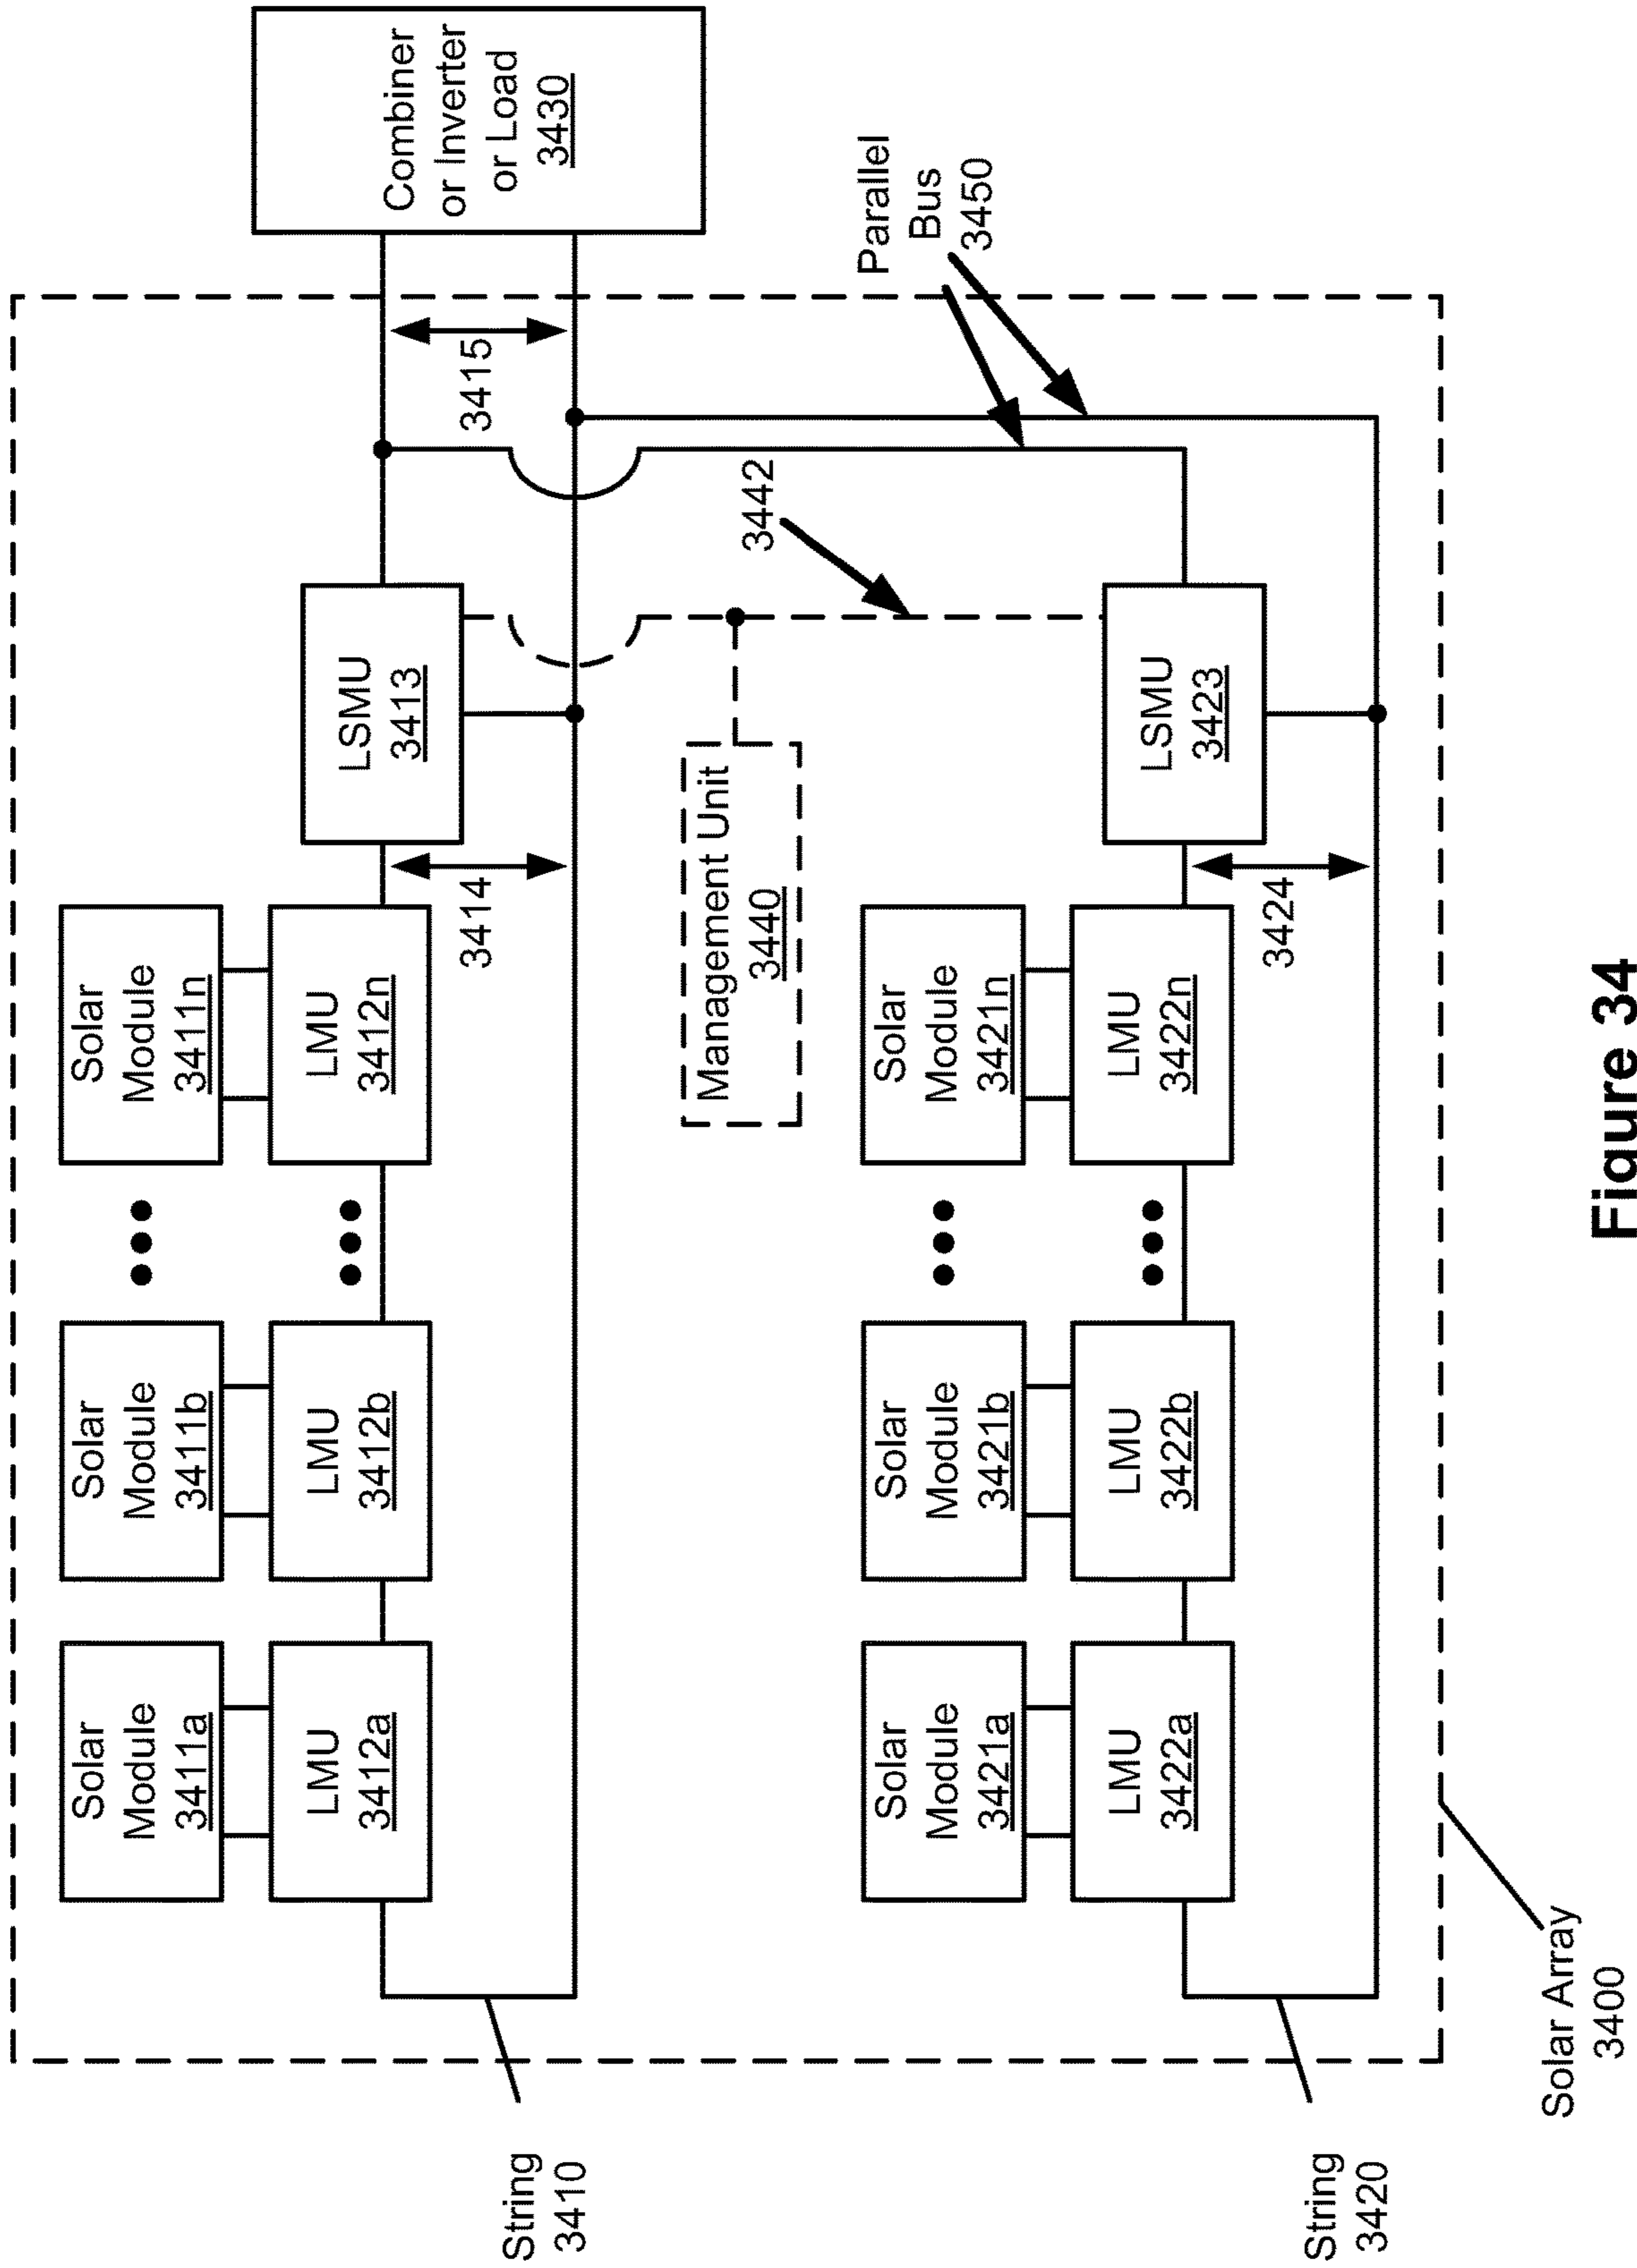 Solar
Module
3411a
Solar
Module
3411b
Solar
Module
3411n
LMU
3412a
LMU
3412b
LMU
3412n
LSMU
3413
Combiner
or Inverter
or Load
3430
3414
3415
String
3410
Management Unit
3440
3442
Parallel
Bus
3450
Solar
Module
3421a
Solar
Module
3421b
Solar
Module
3421n
LMU
3422a
LMU
3422b
LMU
3422n
LSMU
3423
3424
String
3420
Solar Array
3400
Figure 34